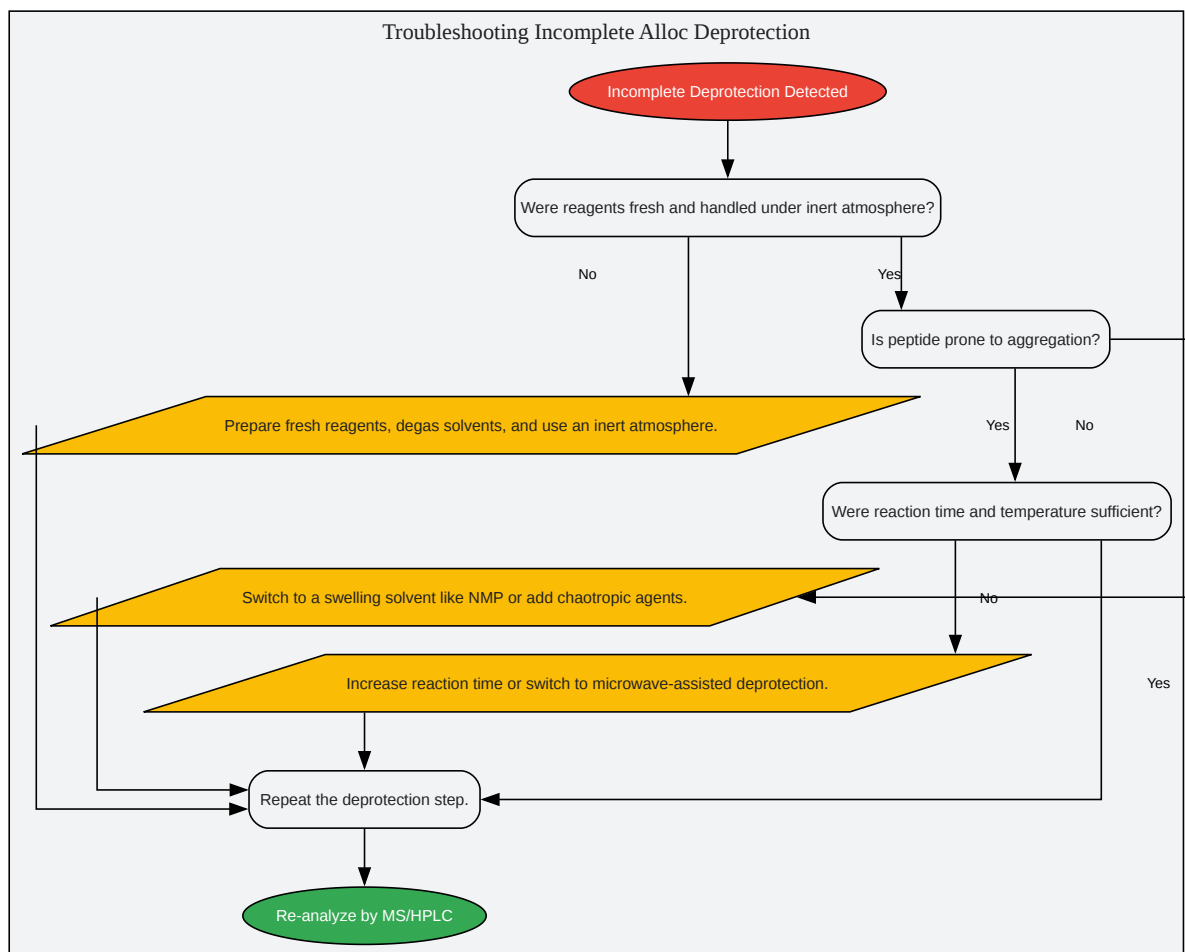 Troubleshooting Incomplete Alloc Deprotection
Incomplete Deprotection Detected
Were reagents fresh and handled under inert atmosphere?
No
Yes
Is peptide prone to aggregation?
Prepare fresh reagents, degas solvents, and use an inert atmosphere.
Yes
No
Were reaction time and temperature sufficient?
Switch to a swelling solvent like NMP or add chaotropic agents.
No
Increase reaction time or switch to microwave-assisted deprotection.
Yes
Repeat the deprotection step.
Re-analyze by MS/HPLC